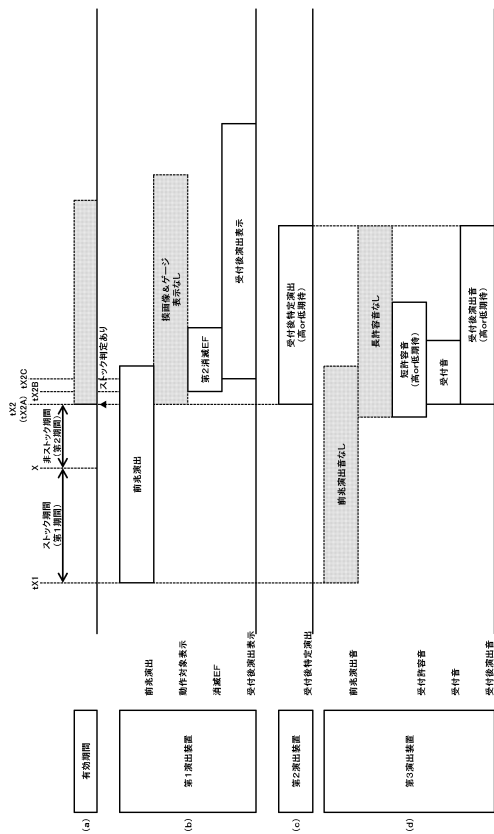 tX1
X
tX2
(tX2A)
tX2B
tX2C
ストック期間
(第1期間)
非ストック期間
(第2期間)
ストック判定あり
(a)
有効期間
(b)
第1演出装置
前兆演出
前兆演出
動作対象表示
操画像&ゲージ
表示なし
消滅EF
第2消滅EF
受付後演出表示
受付後演出表示
(c)
第2演出装置
受付後特定演出
受付後特定演出
(高or低期待)
(d)
第3演出装置
前兆演出音
前兆演出音なし
長許容音なし
受付許容音
短許容音
(高or低期待)
受付音
受付音
受付後演出音
受付後演出音
(高or低期待)